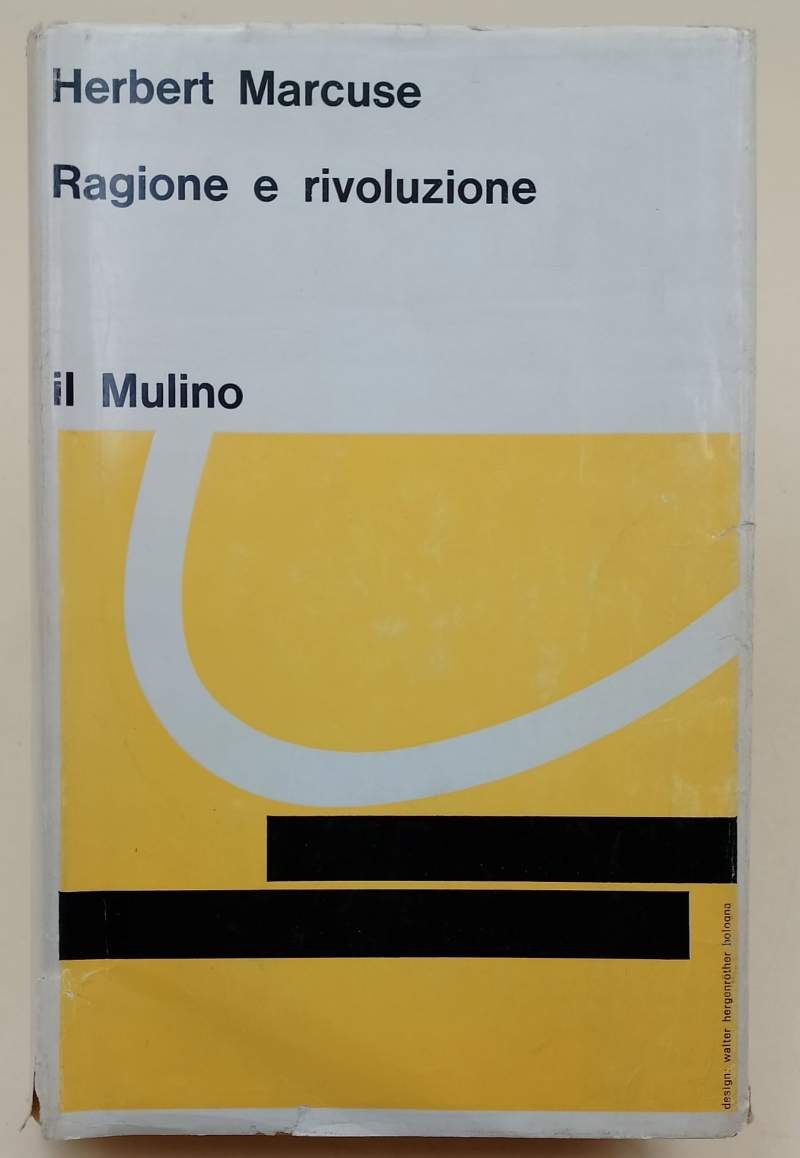 Herbert Marcuse
Ragione e rivoluzione
il Mulino
design: walter hergenröther bologna